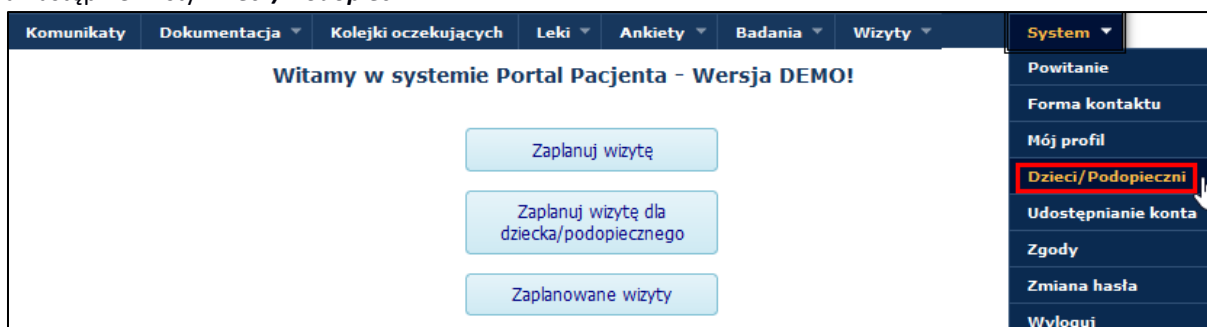 Komunikaty Dokumentacja Kolejki oczekujących Leki Ankiety Badania Wizyty System
Witamy w systemie Portal Pacjenta - Wersja DEMO!
Zaplanuj wizytę
Zaplanuj wizytę dla
dziecka/podopiecznego
Zaplanowane wizyty
Powitanie
Forma kontaktu
Mój profil
Dzieci/Podopieczni
Udostępnianie konta
Zgody
Zmiana hasła
Wyloguj